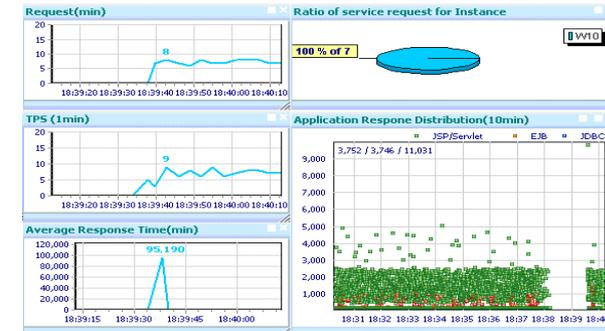 Request(min)
20
15
10
5
0
8
18:39:20 18:39:30 18:39:40 18:39:50 18:40:00 18:40:10
Ratio of service request for Instance
100 % of 7
W10
TPS (1min)
20
15
10
5
0
9
18:39:20 18:39:30 18:39:40 18:39:50 18:40:00 18:40:10
Average Response Time(min)
120,000
100,000
80,000
60,000
40,000
20,000
0
95,190
18:39:15 18:39:30 18:39:45 18:40:00
Application Respone Distribution(10min)
JSP/Servlet EJB JDBC
3,752 / 3,746 / 11,031
9,000
8,000
7,000
6,000
5,000
4,000
3,000
2,000
1,000
18:31 18:32 18:33 18:34 18:35 18:36 18:37 18:38 18:39 18:4